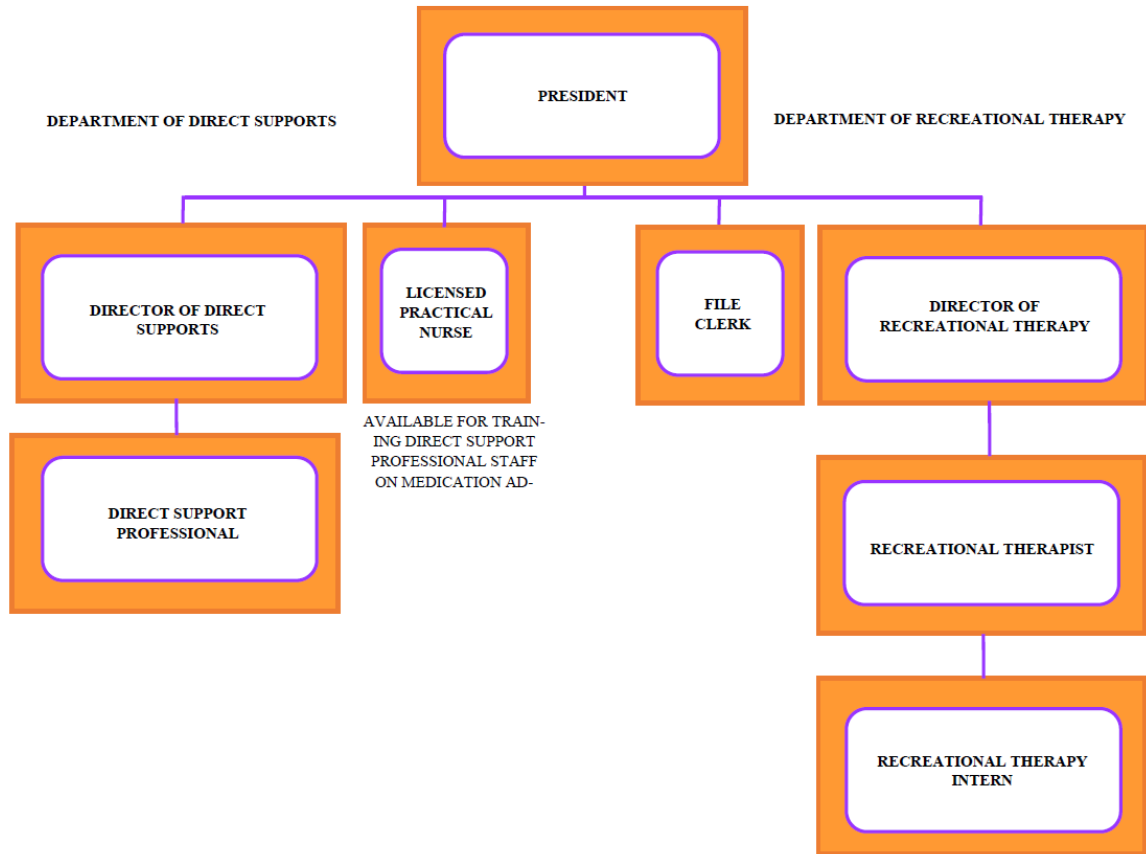 PRESIDENT
DEPARTMENT OF DIRECT SUPPORTS
DEPARTMENT OF RECREATIONAL THERAPY
DIRECTOR OF DIRECT
SUPPORTS
LICENSED
PRACTICAL
NURSE
FILE
CLERK
DIRECTOR OF
RECREATIONAL THERAPY
AVAILABLE FOR TRAIN-
ING DIRECT SUPPORT
PROFESSIONAL STAFF
ON MEDICATION AD-
DIRECT SUPPORT
PROFESSIONAL
RECREATIONAL THERAPIST
RECREATIONAL THERAPY
INTERN